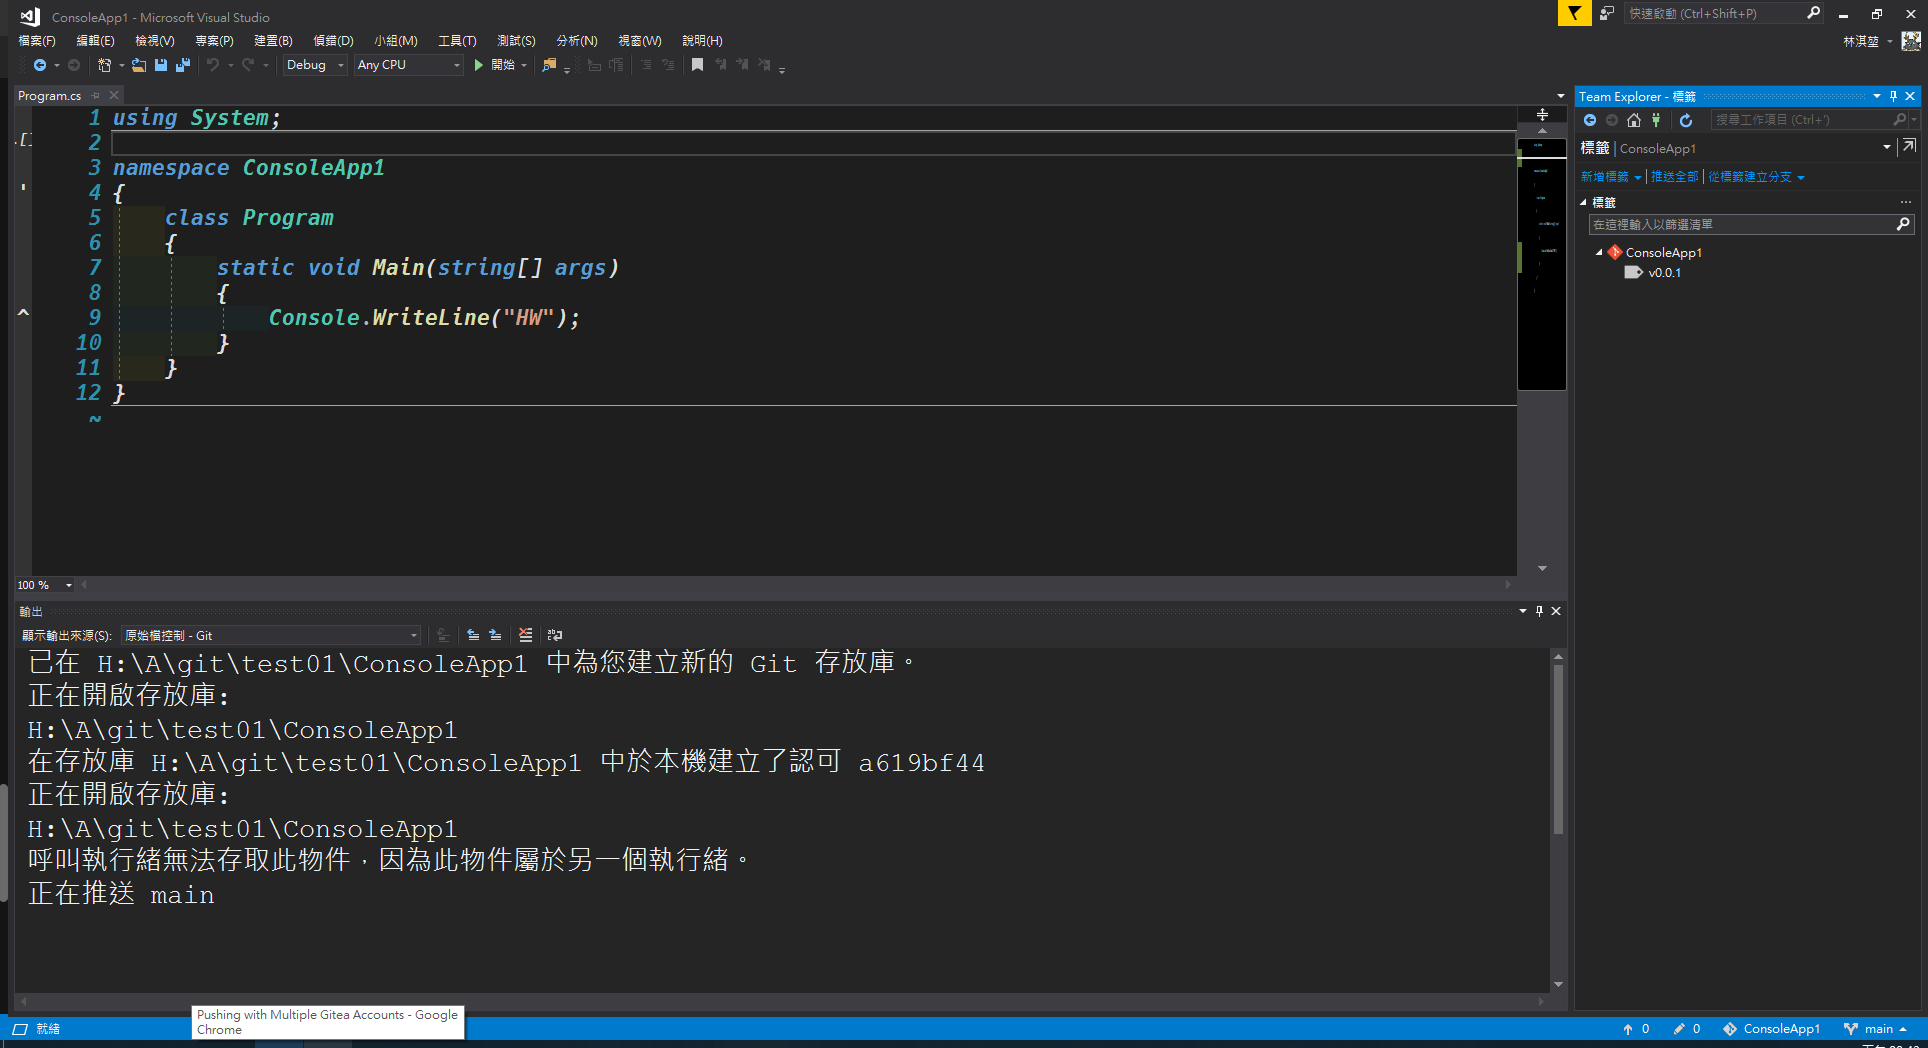 ConsoleApp1 - Microsoft Visual Studio
快速啟動 (Ctrl+Shift+P)
檔案(F) 編輯(E) 檢視(V) 專案(P) 建置(B) 偵錯(D) 小組(M) 工具(T) 測試(S) 分析(N) 視窗(W) 說明(H)
林淇堃
Debug Any CPU 開始
Program.cs
1 using System;
2
3 namespace ConsoleApp1
4 {
5 class Program
6 {
7 static void Main(string[] args)
8 {
9 Console.WriteLine("HW");
10 }
11 }
12 }
~
100 %
Team Explorer - 標籤
搜尋工作項目 (Ctrl+')
標籤 | ConsoleApp1
新增標籤 | 推送全部 | 從標籤建立分支
標籤
在這裡輸入以篩選清單
ConsoleApp1
v0.0.1
輸出
顯示輸出來源(S): 原始檔控制 - Git
已在 H:\A\git\test01\ConsoleApp1 中為您建立新的 Git 存放庫。
正在開啟存放庫:
H:\A\git\test01\ConsoleApp1
在存放庫 H:\A\git\test01\ConsoleApp1 中於本機建立了認可 a619bf44
正在開啟存放庫:
H:\A\git\test01\ConsoleApp1
呼叫執行緒無法存取此物件，因為此物件屬於另一個執行緒。
正在推送 main
Pushing with Multiple Gitea Accounts - Google
Chrome
就緒
0 0 ConsoleApp1 main